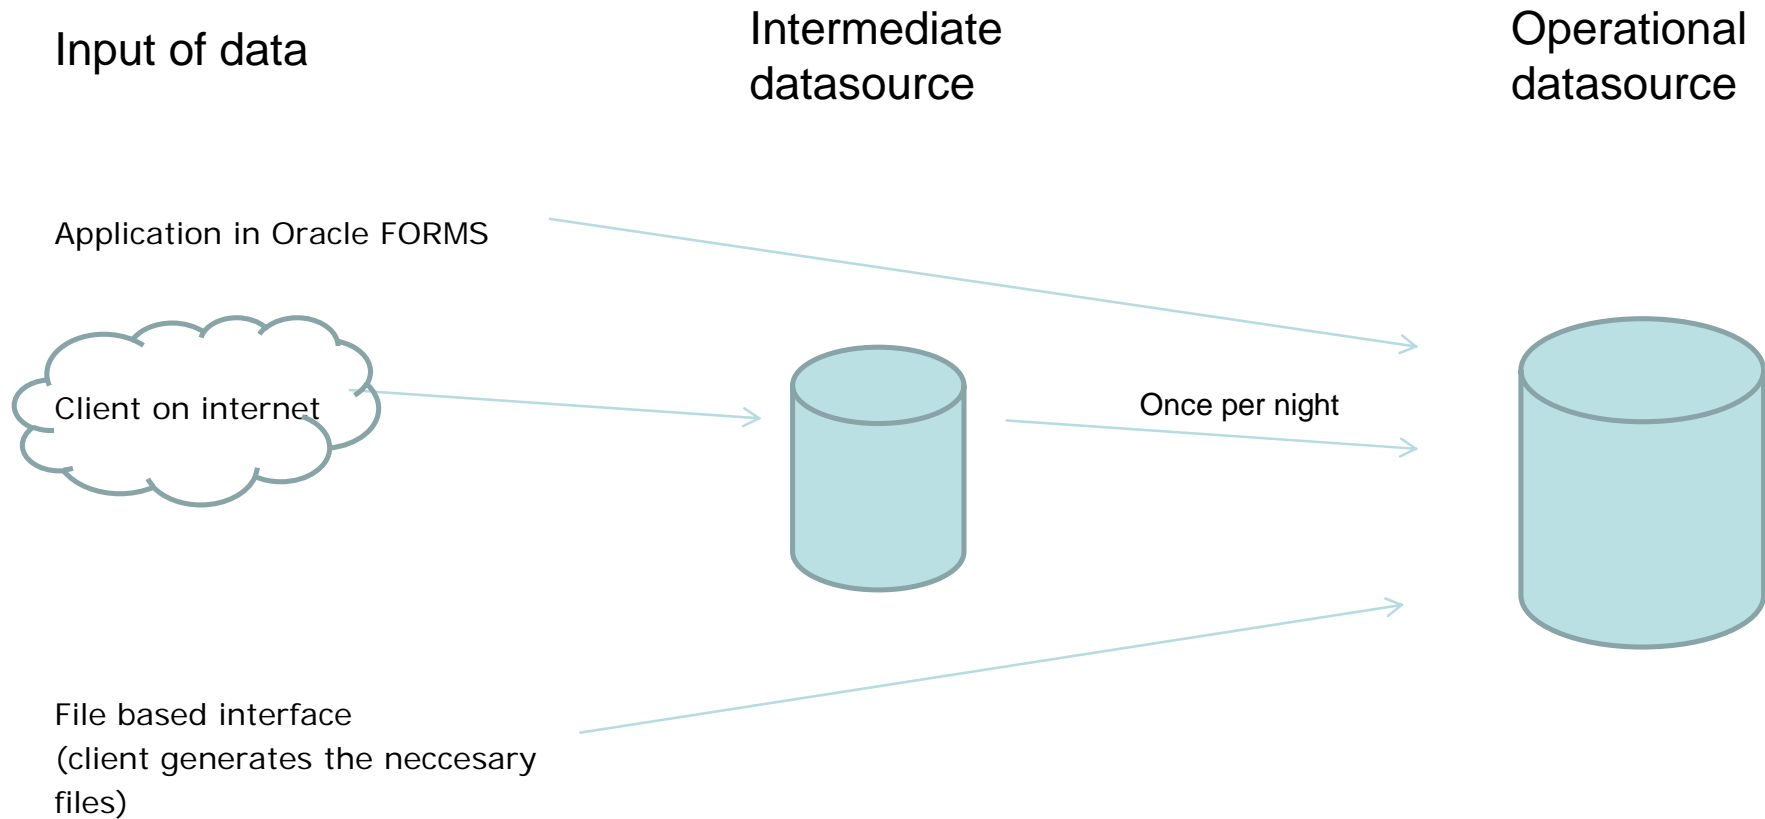 Input of data
Intermediate
datasource
Operational
datasource
Application in Oracle FORMS
Client on internet
Once per night
File based interface
(client generates the neccesary
files)